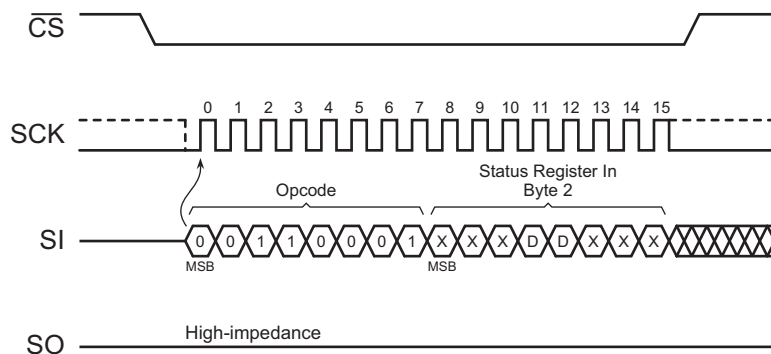 CS
0 1 2 3 4 5 6 7 8 9 10 11 12 13 14 15
SCK
Status Register In
Opcode Byte 2
SI 0 0 1 1 0 0 0 1 X X X D D X X X
MSB MSB
High-impedance
SO